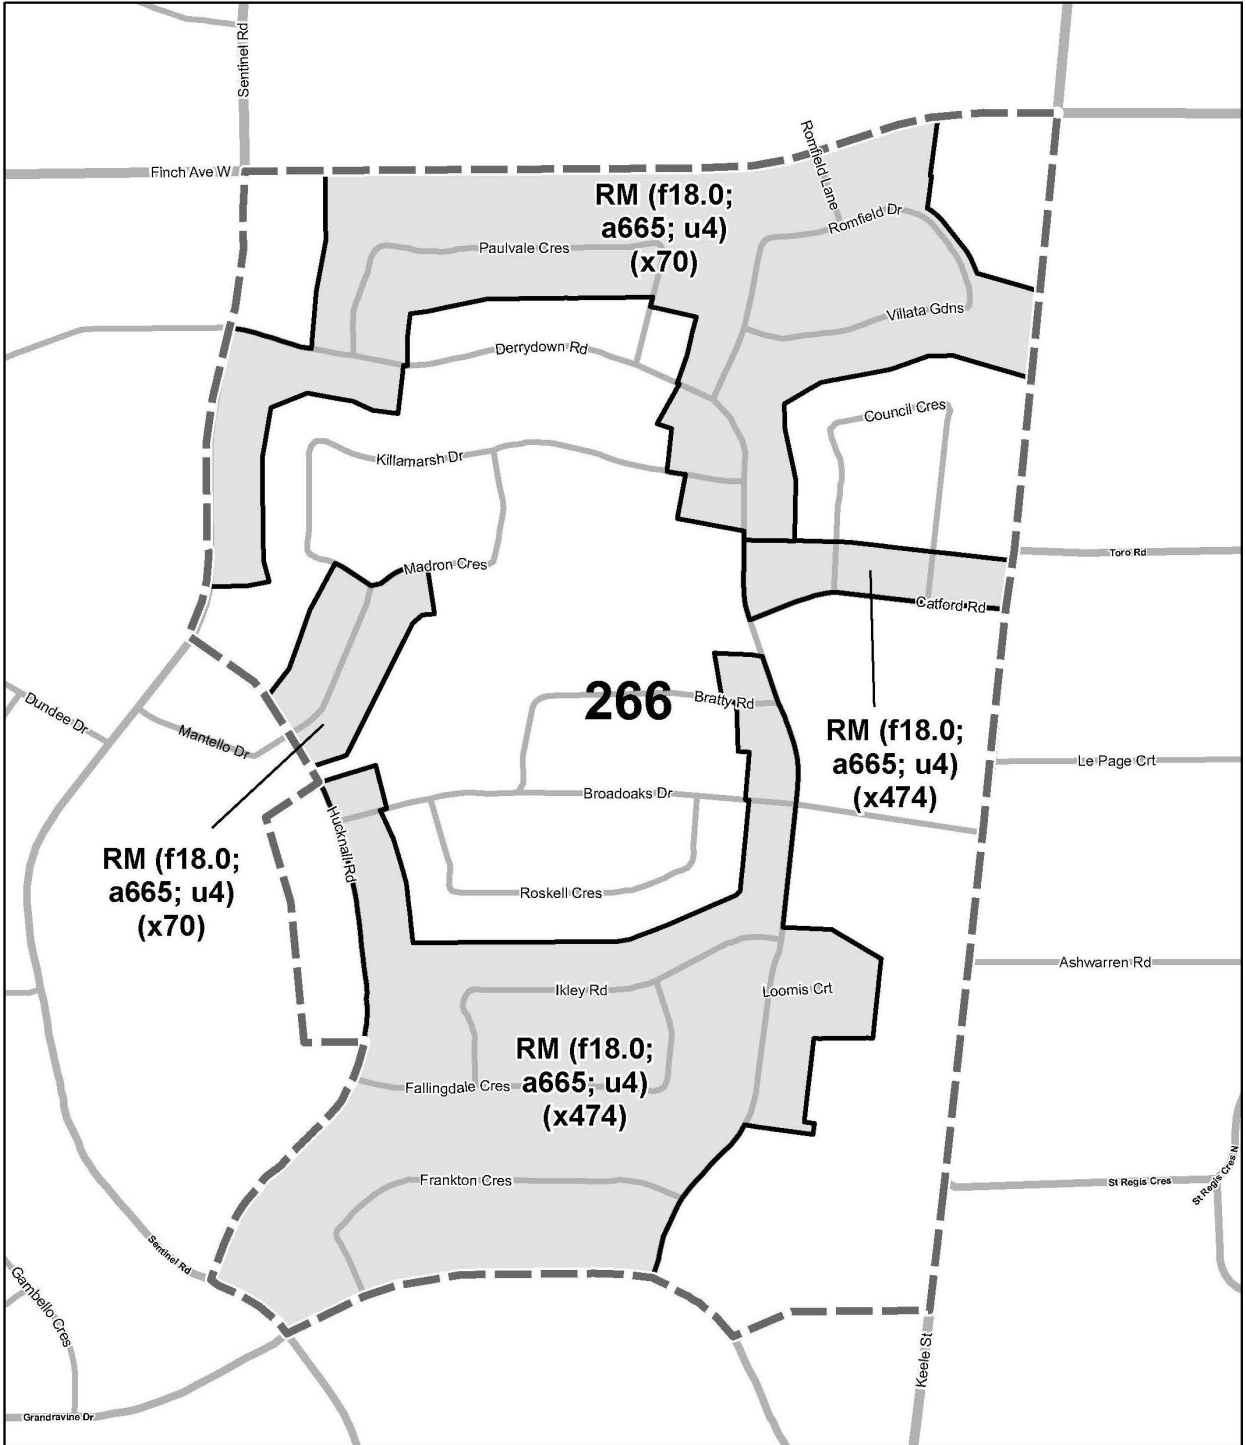 Sentinel Rd
Finch Ave W
Romfield Lane
RM (f18.0;
a665; u4)
(x70)
Romfield Dr
Paulvale Cres
Villata Gdns
Derrydown Rd
Council Cres
Killamarsh Dr
Toro Rd
Madron Cres
Catford Rd
266
Bratty Rd
Dundee Dr
Mantello Dr
RM (f18.0;
a665; u4)
(x474)
Le Page Crt
Broadoaks Dr
Hucknall Rd
RM (f18.0;
a665; u4)
(x70)
Roskell Cres
Ashwarren Rd
Ikley Rd
Loomis Crt
RM (f18.0;
a665; u4)
(x474)
Fallingdale Cres
Frankton Cres
St Regis Cres
St Regis Cres N
Sentinel Rd
Gambello Cres
Keele St
Grandravine Dr